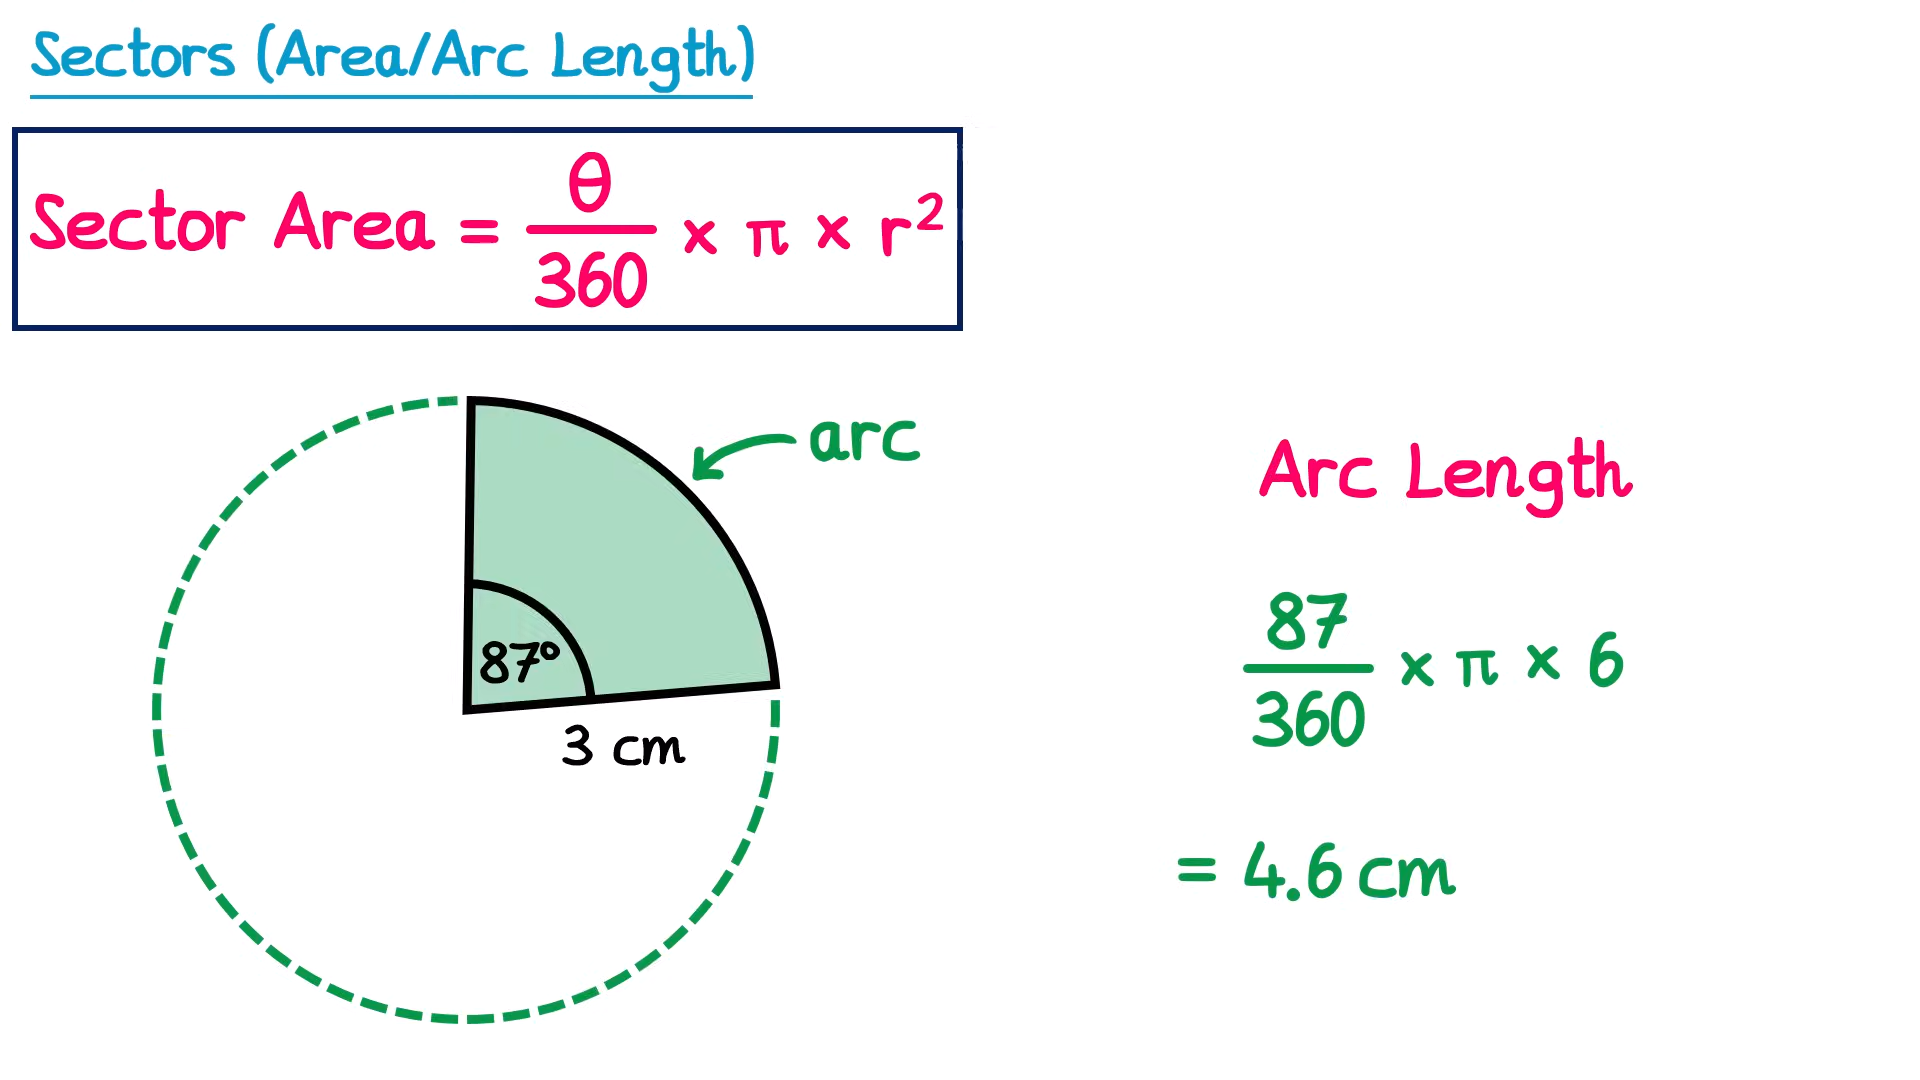 Sectors (Area/Arc Length)
Sector Area = θ/360 × π × r²
arc
87°
3 cm
Arc Length
87/360 × π × 6
= 4.6 cm